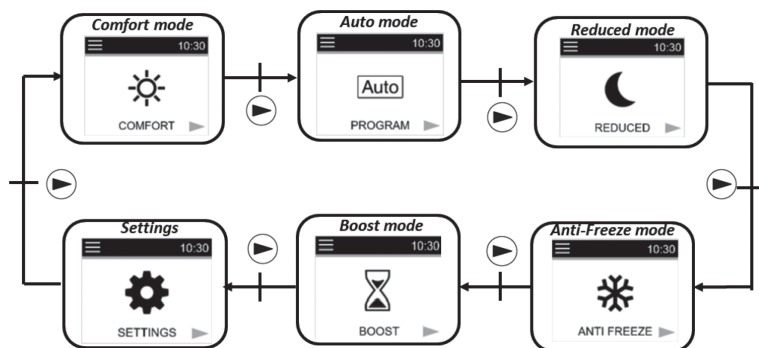 Comfort mode
10:30
COMFORT
Auto mode
10:30
Auto
PROGRAM
Reduced mode
10:30
REDUCED
Settings
10:30
SETTINGS
Boost mode
10:30
BOOST
Anti-Freeze mode
10:30
ANTI FREEZE